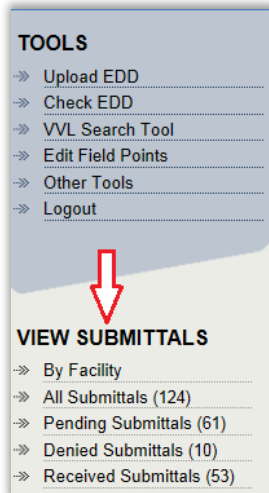 TOOLS
Upload EDD
Check EDD
VVL Search Tool
Edit Field Points
Other Tools
Logout
VIEW SUBMITTALS
By Facility
All Submittals (124)
Pending Submittals (61)
Denied Submittals (10)
Received Submittals (53)